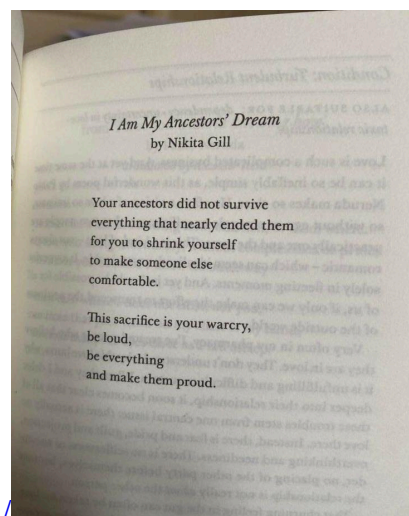 I Am My Ancestors' Dream
by Nikita Gill
Your ancestors did not survive
everything that nearly ended them
for you to shrink yourself
to make someone else
comfortable.
This sacrifice is your warcry,
be loud,
be everything
and make them proud.